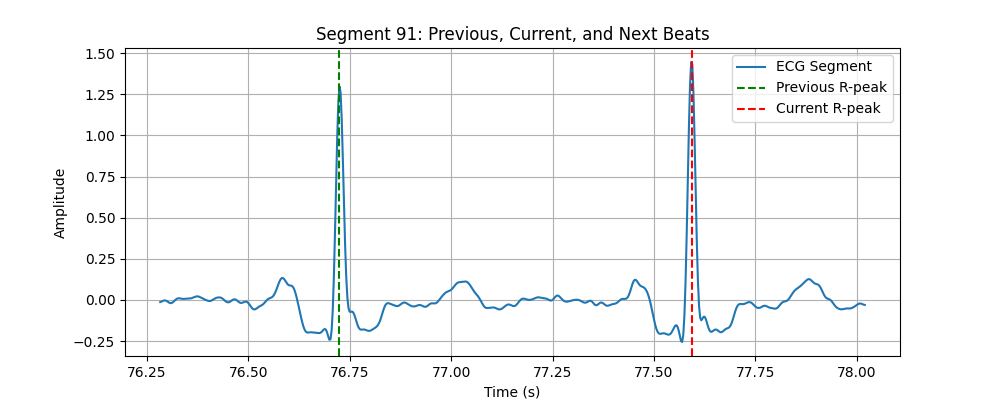 Segment 91: Previous, Current, and Next Beats
1.50
1.25
1.00
0.75
0.50
0.25
0.00
−0.25
Amplitude
ECG Segment
Previous R-peak
Current R-peak
76.25 76.50 76.75 77.00 77.25 77.50 77.75 78.00
Time (s)